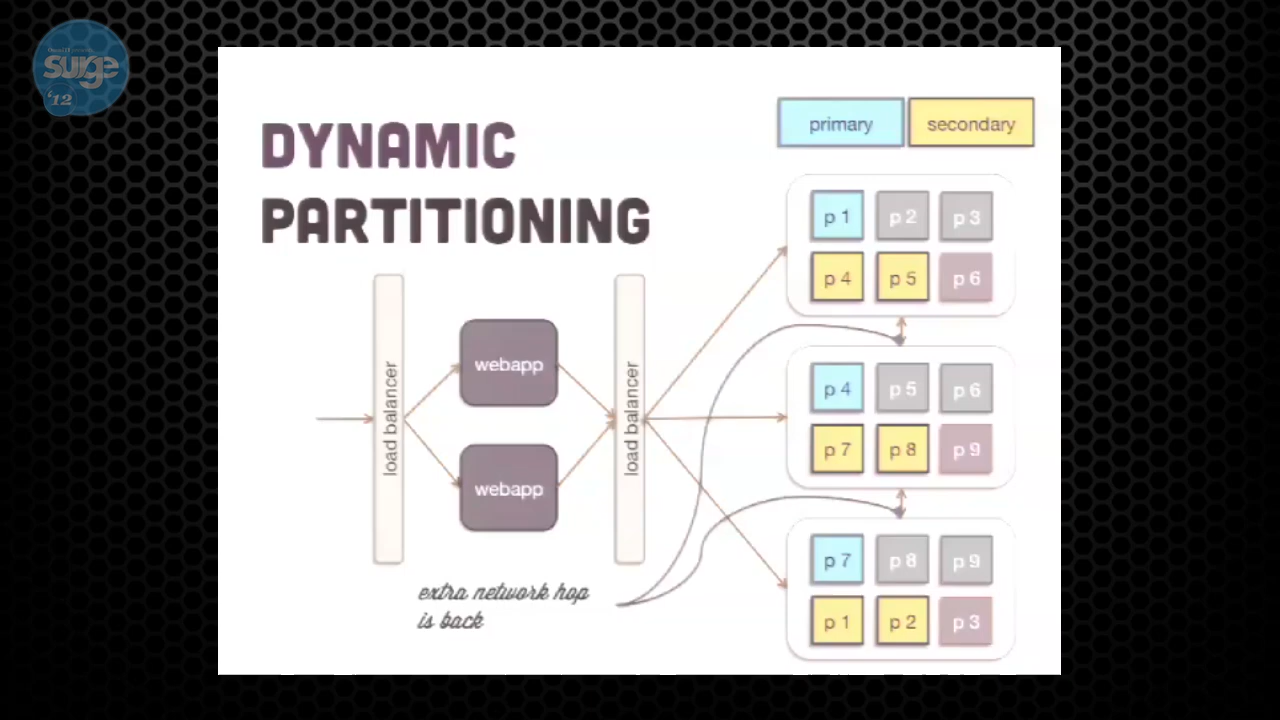 surge
'12
DYNAMIC
PARTITIONING
primary
secondary
p 1
p 2
p 3
p 4
p 5
p 6
load balancer
webapp
webapp
load balancer
p 4
p 5
p 6
p 7
p 8
p 9
p 7
p 8
p 9
p 1
p 2
p 3
extra network hop
is back